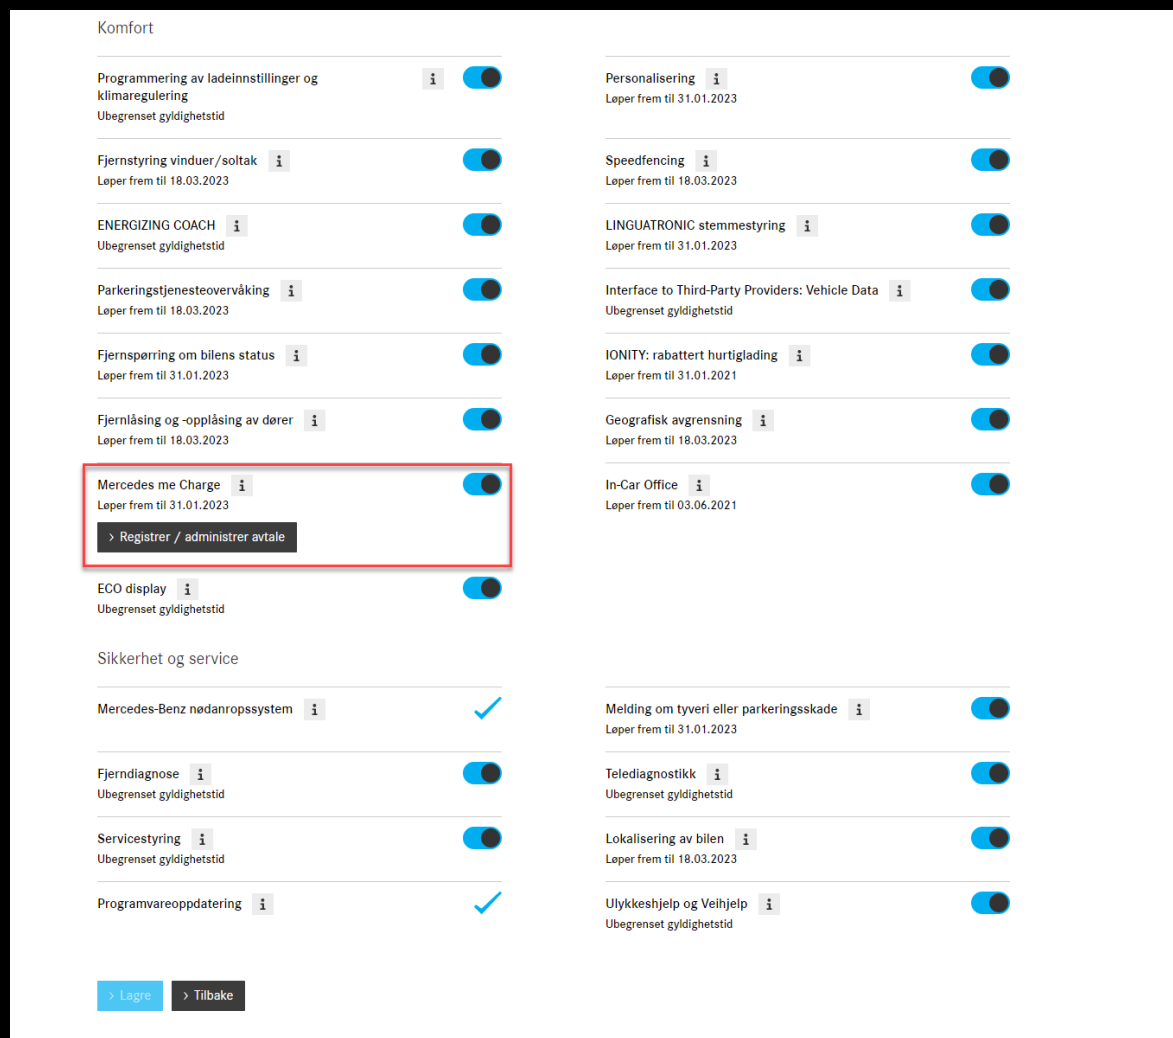 Komfort
Programmering av ladeinnstillinger og
klimaregulering
Ubegrenset gyldighetstid
Personalisering
Løper frem til 31.01.2023
Fjernstyring vinduer/soltak
Løper frem til 18.03.2023
Speedfencing
Løper frem til 18.03.2023
ENERGIZING COACH
Ubegrenset gyldighetstid
LINGUATRONIC stemmestyring
Løper frem til 31.01.2023
Parkeringstjenesteovervåking
Løper frem til 18.03.2023
Interface to Third-Party Providers: Vehicle Data
Ubegrenset gyldighetstid
Fjernspørring om bilens status
Løper frem til 31.01.2023
IONITY: rabattert hurtiglading
Løper frem til 31.01.2021
Fjernlåsing og -opplåsing av dører
Løper frem til 18.03.2023
Geografisk avgrensning
Løper frem til 18.03.2023
Mercedes me Charge
Løper frem til 31.01.2023
> Registrer / administrer avtale
In-Car Office
Løper frem til 03.06.2021
ECO display
Ubegrenset gyldighetstid
Sikkerhet og service
Mercedes-Benz nødanropssystem
Melding om tyveri eller parkeringsskade
Løper frem til 31.01.2023
Fjerndiagnose
Ubegrenset gyldighetstid
Telediagnostikk
Ubegrenset gyldighetstid
Servicestyring
Ubegrenset gyldighetstid
Lokalisering av bilen
Løper frem til 18.03.2023
Programvareoppdatering
Ulykkeshjelp og Veihjelp
Ubegrenset gyldighetstid
> Lagre
> Tilbake